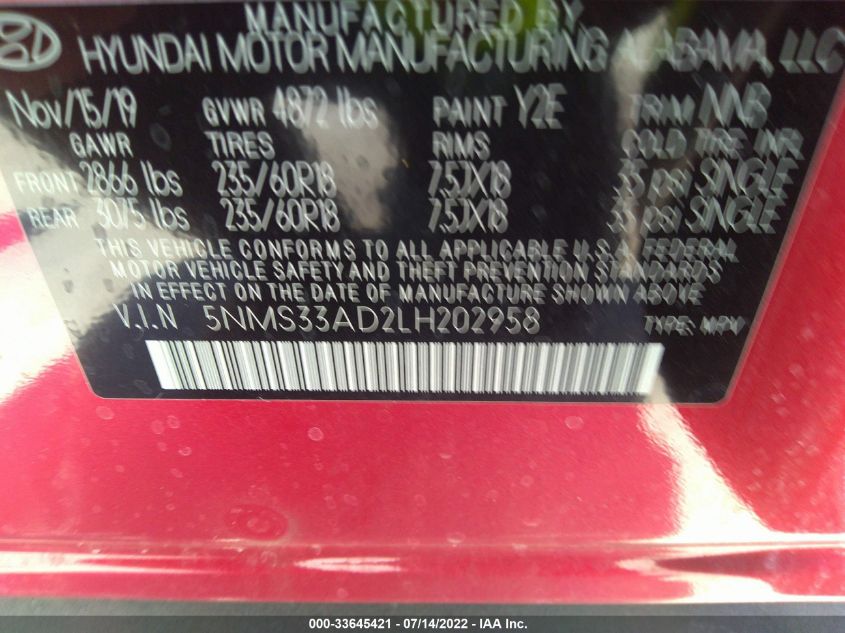 MANUFACTURED BY
HYUNDAI MOTOR MANUFACTURING ALABAMA, LLC
Nov/15/19 GVWR 4872 lbs PAINT Y2E TRIM NNB
GAWR TIRES RIMS COLD TIRE INFL
FRONT 2866 lbs 235/60R18 7.5JX18 35 psi SINGLE
REAR 3075 lbs 235/60R18 7.5JX18 35 psi SINGLE
THIS VEHICLE CONFORMS TO ALL APPLICABLE U.S.A. FEDERAL
MOTOR VEHICLE SAFETY AND THEFT PREVENTION STANDARDS
IN EFFECT ON THE DATE OF MANUFACTURE SHOWN ABOVE
V.I.N 5NMS33AD2LH202958 TYPE: MPV
000-33645421 - 07/14/2022 - IAA Inc.